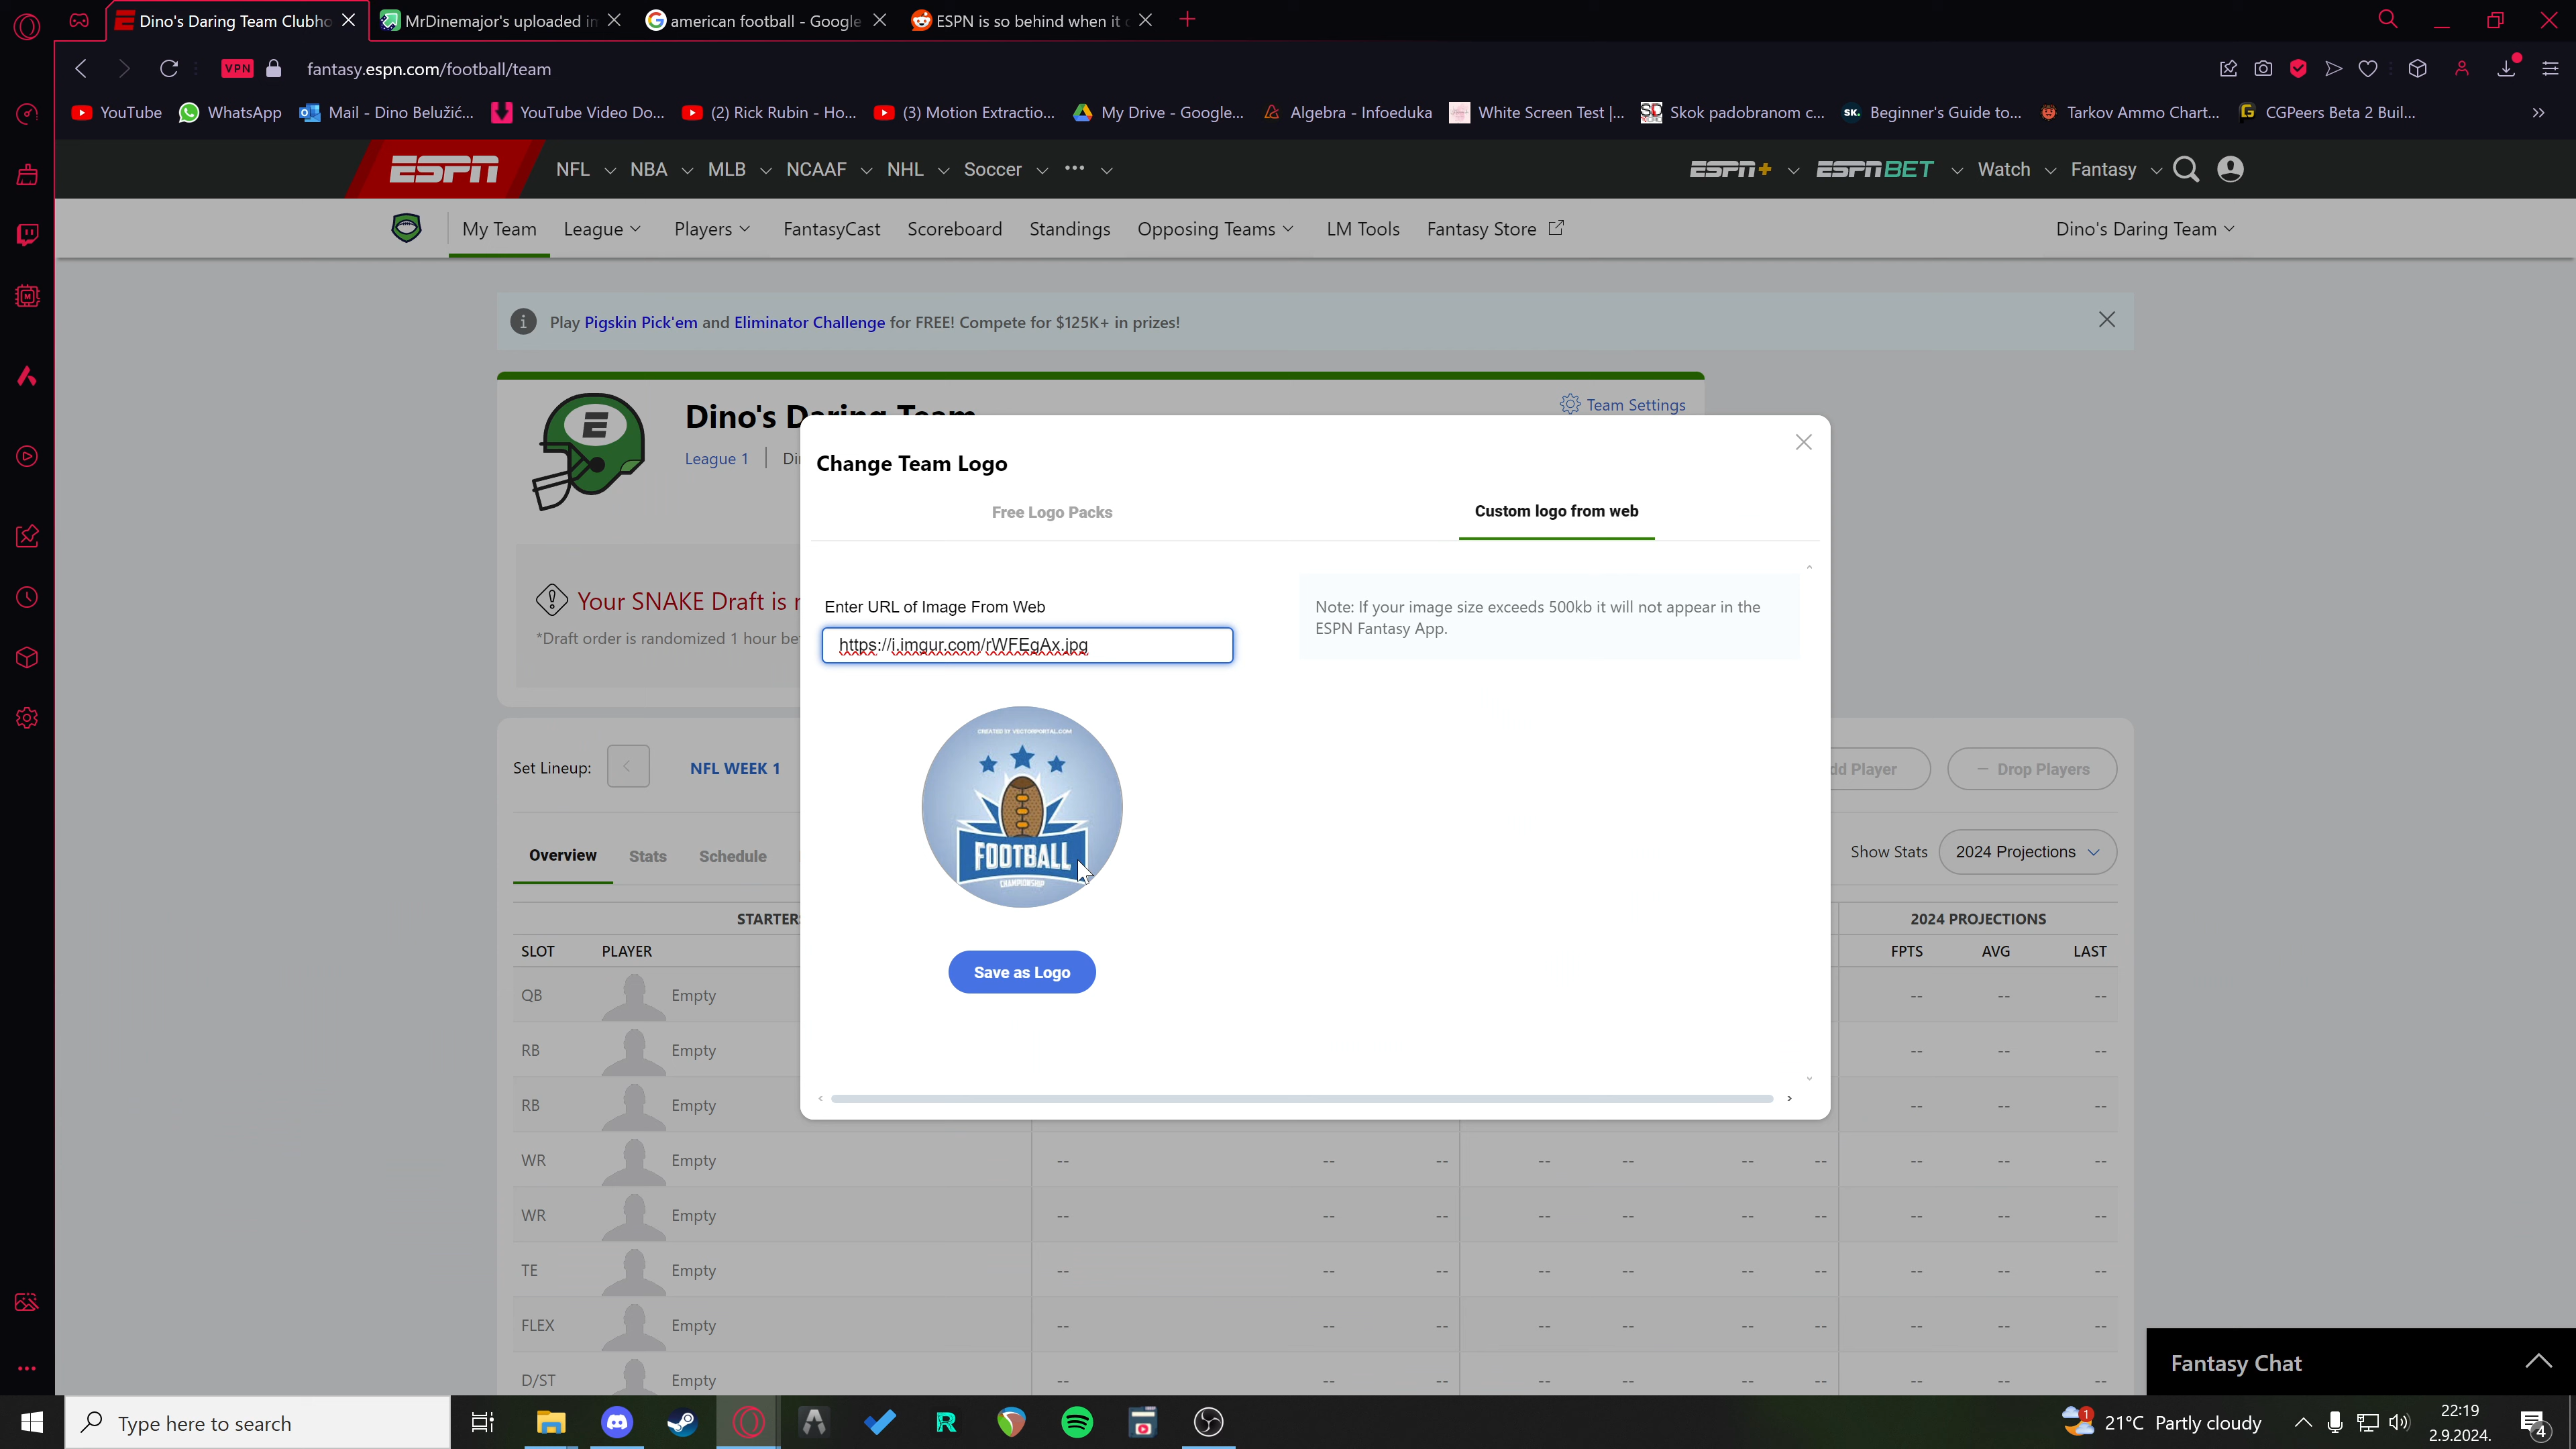 Dino's Daring Team Clubho
MrDinemajor's uploaded in
american football - Google
ESPN is so behind when it c
VPN
fantasy.espn.com/football/team
YouTube
WhatsApp
Mail - Dino Belužić...
YouTube Video Do...
(2) Rick Rubin - Ho...
(3) Motion Extractio...
My Drive - Google...
Algebra - Infoeduka
White Screen Test |...
Skok padobranom c...
SK.
Beginner's Guide to...
Tarkov Ammo Chart...
CGPeers Beta 2 Buil...
ESPN
NFL
NBA
MLB
NCAAF
NHL
Soccer
ESPN+
ESPN BET
Watch
Fantasy
My Team
League
Players
FantasyCast
Scoreboard
Standings
Opposing Teams
LM Tools
Fantasy Store
Dino's Daring Team
Play Pigskin Pick'em and Eliminator Challenge for FREE! Compete for $125K+ in prizes!
Dino's Daring Team
Team Settings
League 1
Di
Change Team Logo
Free Logo Packs
Custom logo from web
Your SNAKE Draft is r
*Draft order is randomized 1 hour be
Enter URL of Image From Web
https://i.imgur.com/rWFEgAx.jpg
Note: If your image size exceeds 500kb it will not appear in the
ESPN Fantasy App.
CREATED BY VECTORPORTAL.COM
FOOTBALL
CHAMPIONSHIP
Save as Logo
Set Lineup:
NFL WEEK 1
dd Player
Drop Players
Overview
Stats
Schedule
Show Stats
2024 Projections
STARTERS
2024 PROJECTIONS
SLOT
PLAYER
FPTS
AVG
LAST
QB
Empty
-- -- --
RB
Empty
-- -- --
RB
Empty
-- -- --
WR
Empty
-- -- -- -- -- -- -- -- -- --
WR
Empty
-- -- -- -- -- -- -- -- -- --
TE
Empty
-- -- -- -- -- -- -- -- -- --
FLEX
Empty
-- -- -- -- -- -- -- -- -- --
D/ST
Empty
-- -- -- -- -- -- -- -- -- --
Fantasy Chat
Type here to search
1
21°C Partly cloudy
22:19
2.9.2024.
4